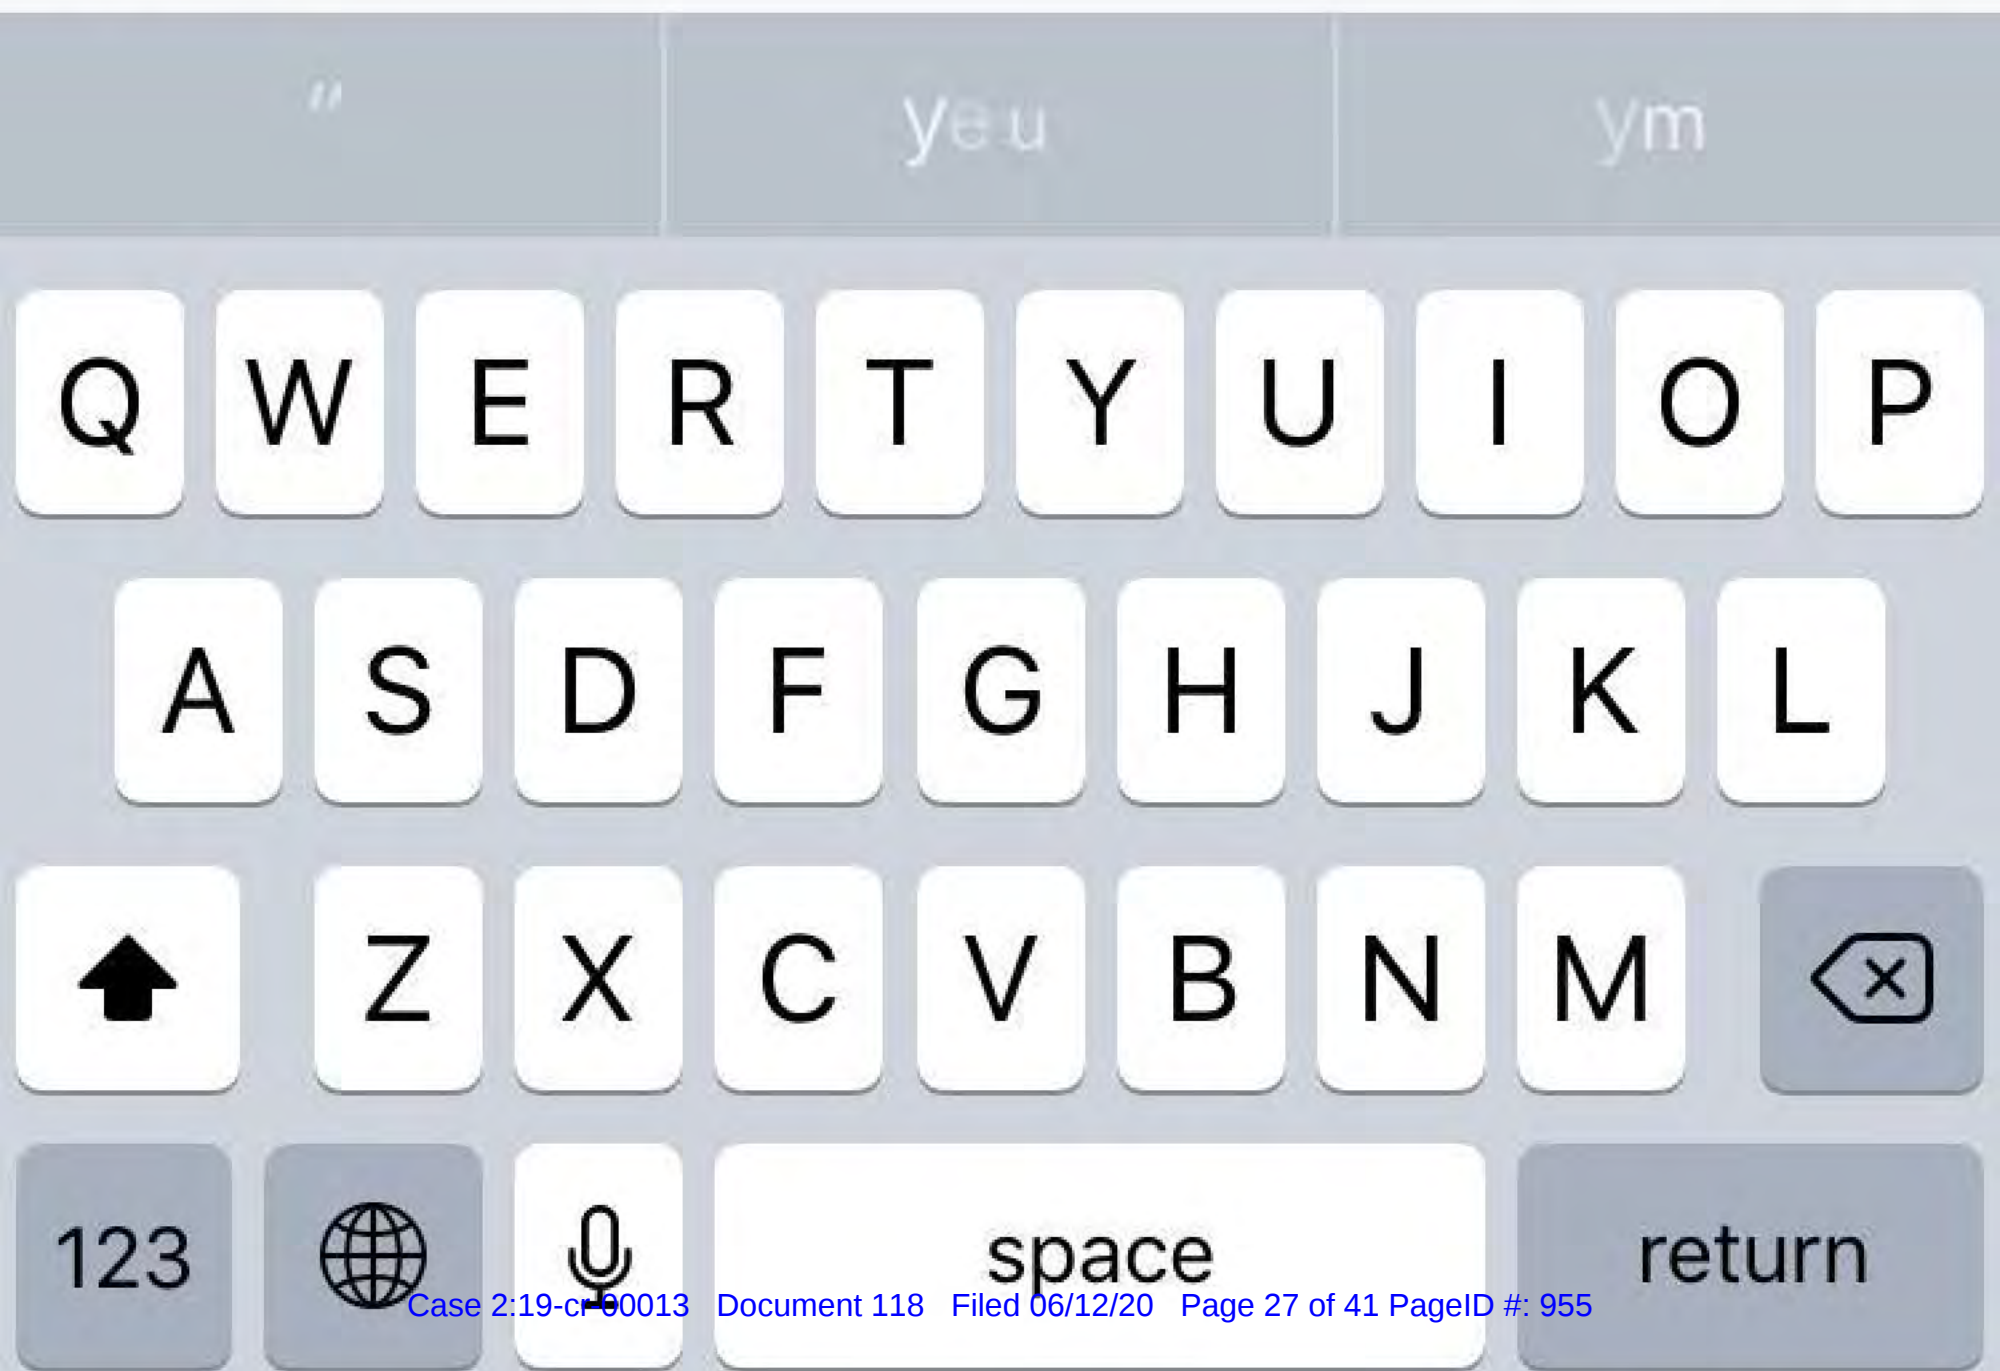 " yeu ym
Q W E R T Y U I O P
A S D F G H J K L
Z X C V B N M
123 space return
Case 2:19-cr-00013 Document 118 Filed 06/12/20 Page 27 of 41 PageID #: 955